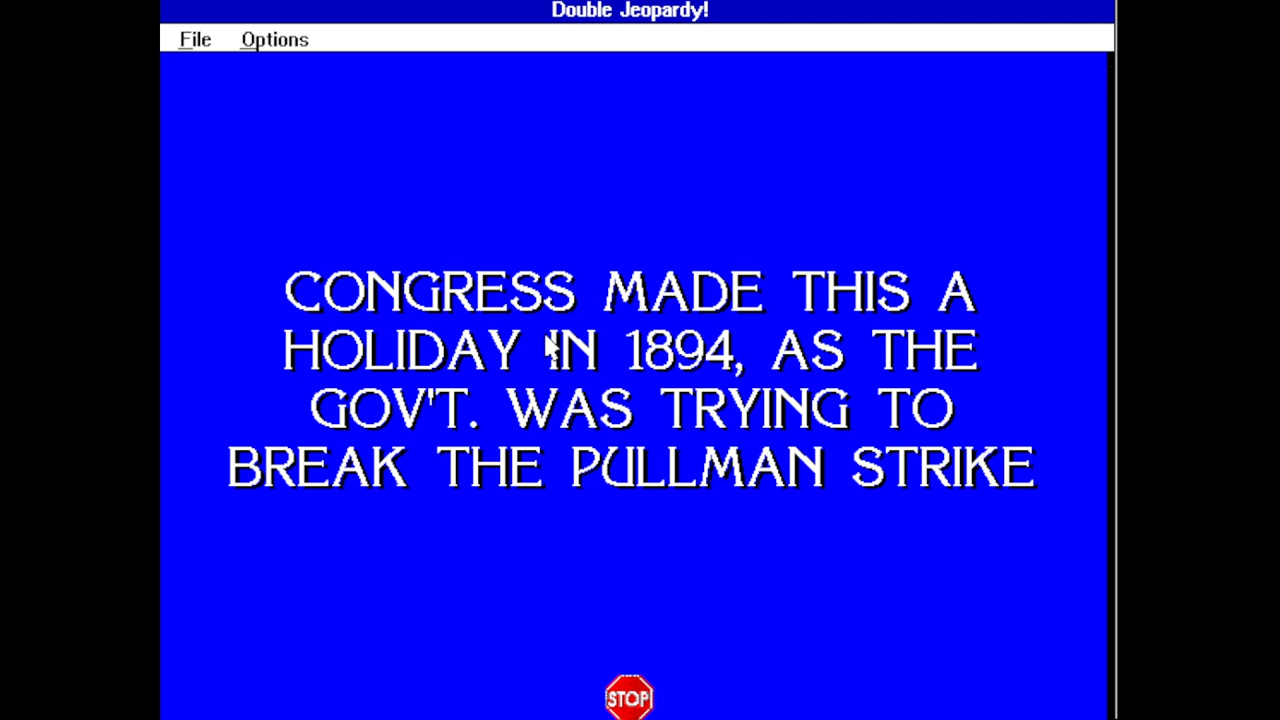 Double Jeopardy!
File Options
CONGRESS MADE THIS A
HOLIDAY IN 1894, AS THE
GOV'T. WAS TRYING TO
BREAK THE PULLMAN STRIKE
STOP